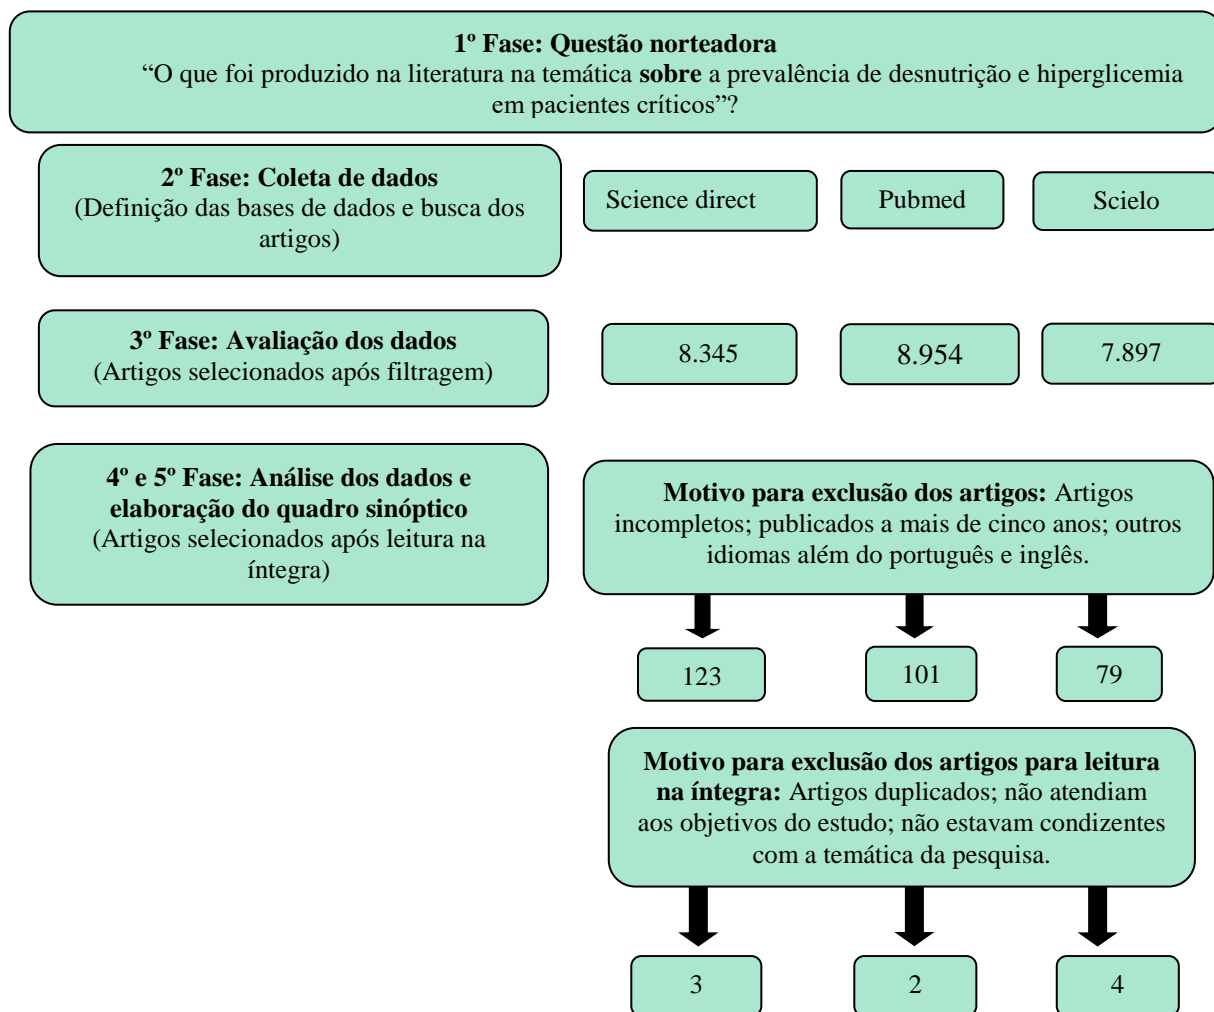 1º Fase: Questão norteadora
“O que foi produzido na literatura na temática sobre a prevalência de desnutrição e hiperglicemia
em pacientes críticos”?
2º Fase: Coleta de dados
(Definição das bases de dados e busca dos
artigos)
Science direct
Pubmed
Scielo
3º Fase: Avaliação dos dados
(Artigos selecionados após filtragem)
8.345
8.954
7.897
4º e 5º Fase: Análise dos dados e
elaboração do quadro sinóptico
(Artigos selecionados após leitura na
íntegra)
Motivo para exclusão dos artigos: Artigos
incompletos; publicados a mais de cinco anos; outros
idiomas além do português e inglês.
123
101
79
Motivo para exclusão dos artigos para leitura
na íntegra: Artigos duplicados; não atendiam
aos objetivos do estudo; não estavam condizentes
com a temática da pesquisa.
3
2
4